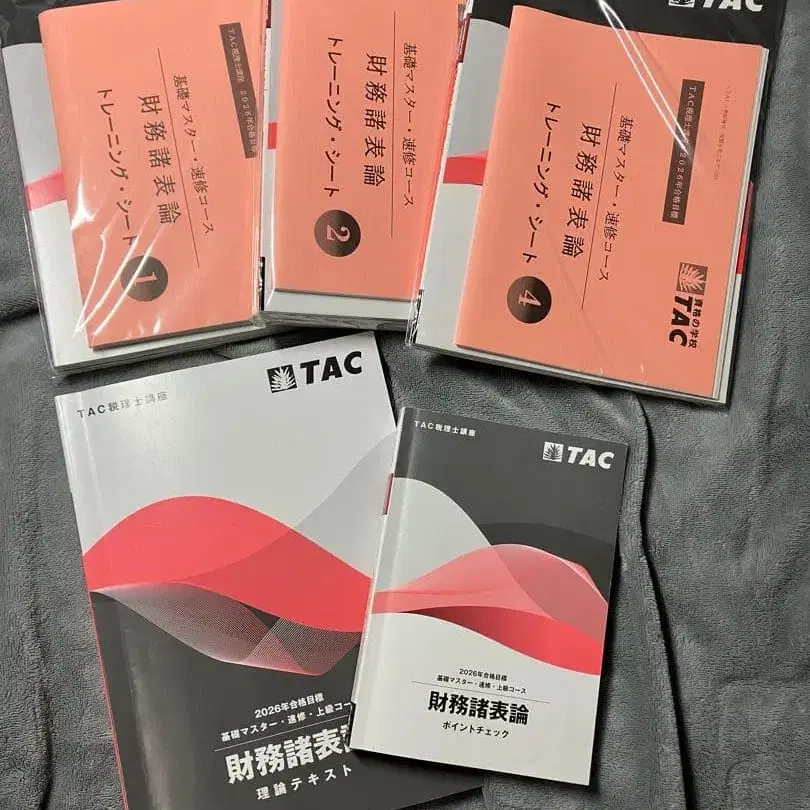 TAC税理士講座 2026年合格目標
基礎マスター・速修コース
財務諸表論
トレーニング・シート
1
基礎マスター・速修コース
財務諸表論
トレーニング・シート
2
TAC
TAC税理士講座 2026年合格目標
基礎マスター・速修コース
財務諸表論
トレーニング・シート
4
資格の学校
TAC
TAC税理士講座
TAC
2026年合格目標
基礎マスター・速修・上級コー
財務諸表
理論テキスト
TAC税理士講座
TAC
2026年合格目標
基礎マスター・速修・上級コース
財務諸表論
ポイントチェック